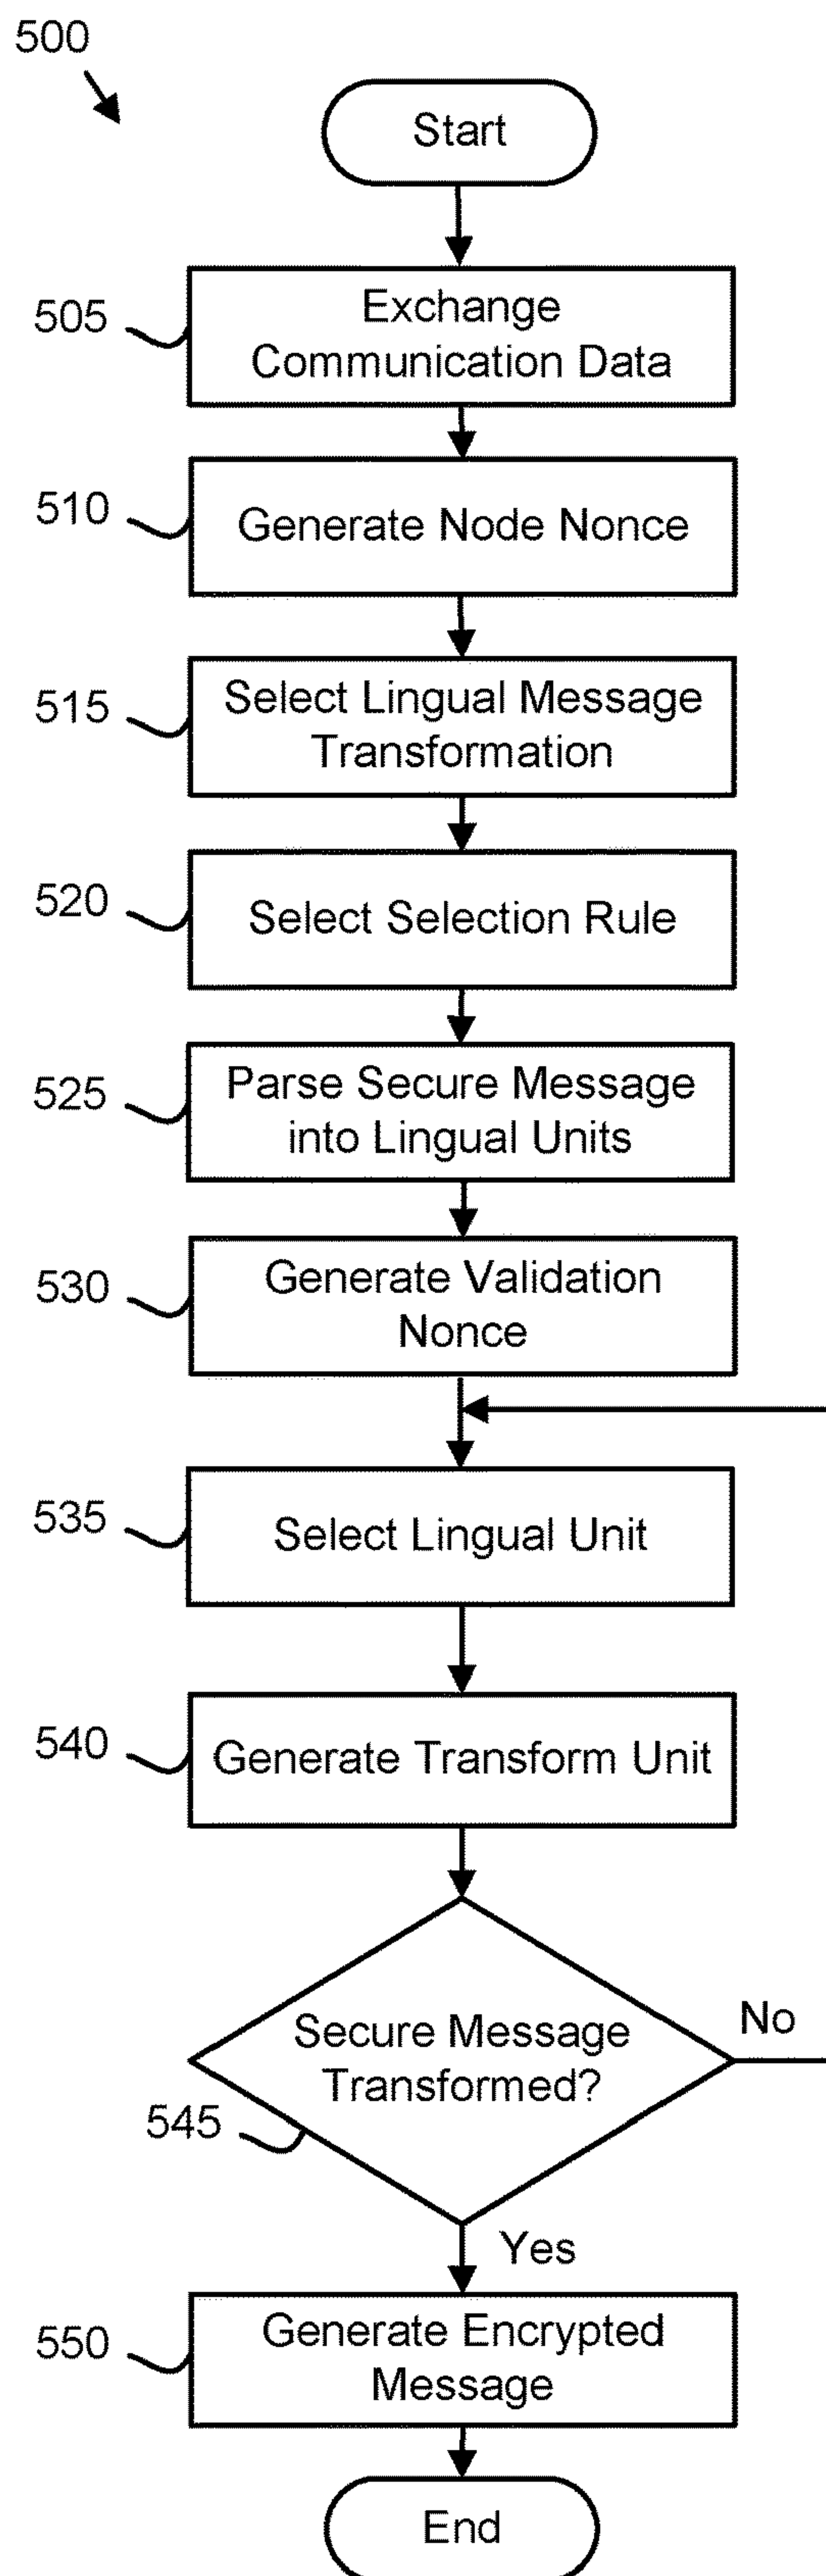 500
Start
505
Exchange
Communication Data
510
Generate Node Nonce
515
Select Lingual Message
Transformation
520
Select Selection Rule
525
Parse Secure Message
into Lingual Units
530
Generate Validation
Nonce
535
Select Lingual Unit
540
Generate Transform Unit
Secure Message
Transformed?
No
545
Yes
550
Generate Encrypted
Message
End